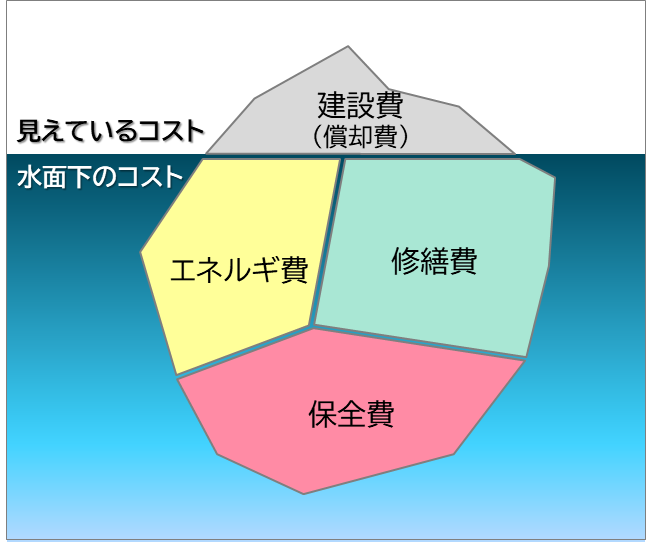 建設費
（償却費）
見えているコスト
水面下のコスト
エネルギ費
修繕費
保全費